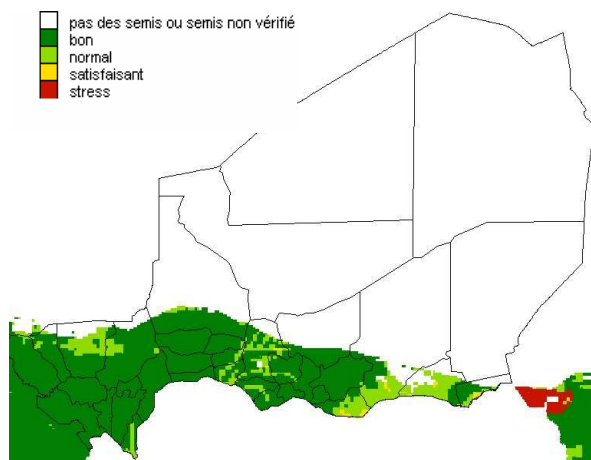 pas des semis ou semis non vérifié
bon
normal
satisfaisant
stress